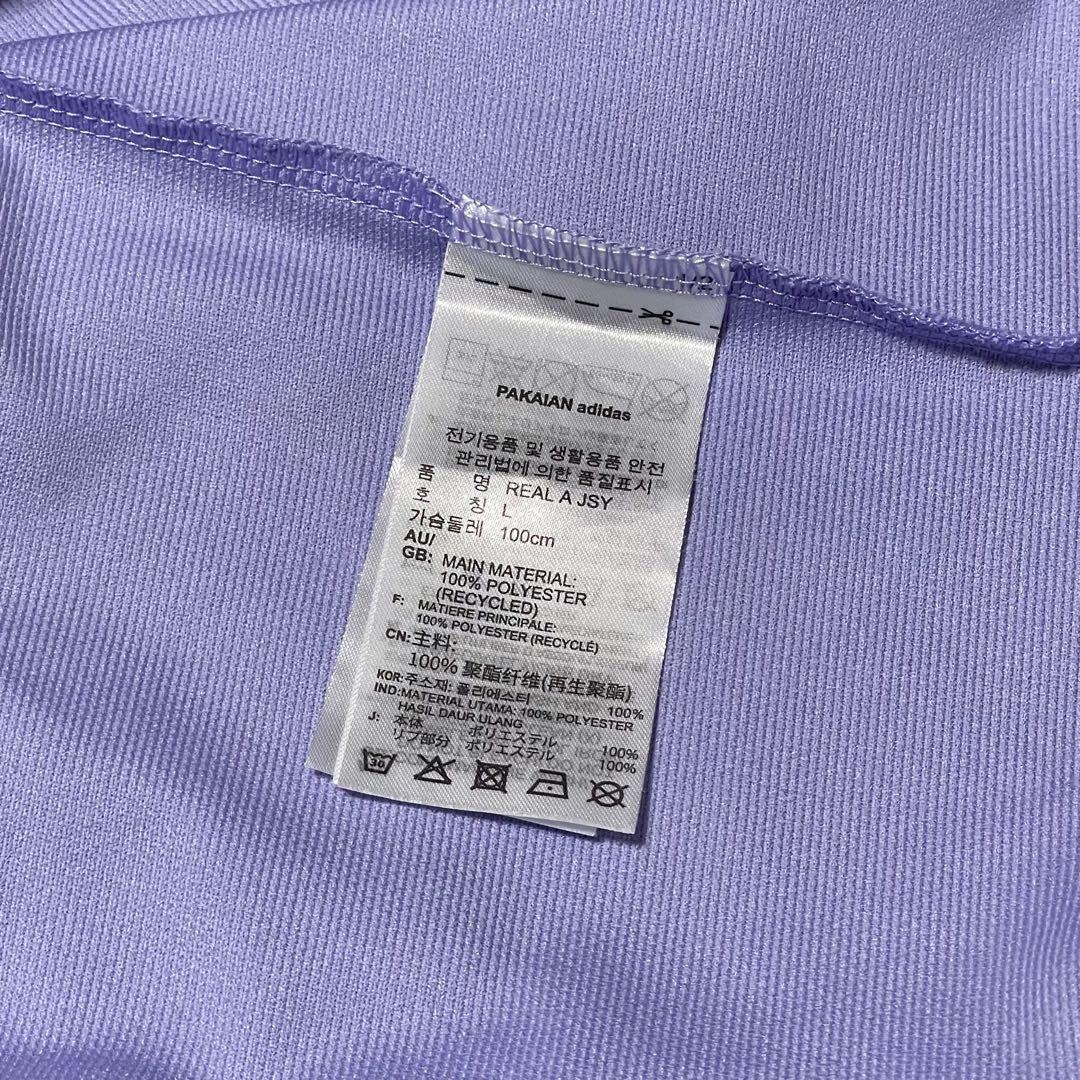 PAKAIAN adidas
전기용품 및 생활용품 안전
관리법에 의한 품질표시
품 명 REAL A JSY
호 칭 L
가슴둘레 100cm
AU/
GB: MAIN MATERIAL:
100% POLYESTER
(RECYCLED)
F: MATIERE PRINCIPALE:
100% POLYESTER (RECYCLÉ)
CN: 主料:
100% 聚酯纤维(再生聚酯)
KOR: 주소재: 폴리에스터 100%
IND: MATERIAL UTAMA: 100% POLYESTER
HASIL DAUR ULANG
J: 本体 ポリエステル 100%
リブ部分 ポリエステル 100%
30